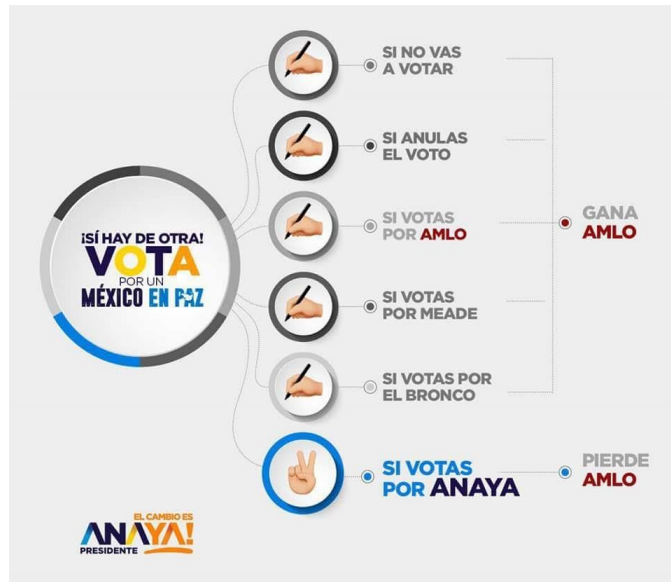 ¡SÍ HAY DE OTRA!
VOTA
POR UN
MÉXICO EN PAZ
SI NO VAS
A VOTAR
SI ANULAS
EL VOTO
SI VOTAS
POR AMLO
SI VOTAS
POR MEADE
SI VOTAS POR
EL BRONCO
GANA
AMLO
SI VOTAS
POR ANAYA
PIERDE
AMLO
EL CAMBIO ES
ANAYA!
PRESIDENTE